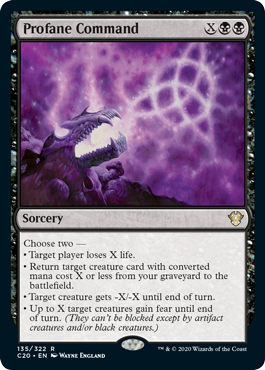 Profane Command X
Sorcery
Choose two —
• Target player loses X life.
• Return target creature card with converted
mana cost X or less from your graveyard to the
battlefield.
• Target creature gets -X/-X until end of turn.
• Up to X target creatures gain fear until end
of turn. (They can't be blocked except by artifact
creatures and/or black creatures.)
135/322 R
C20 • EN Wayne England
™ & © 2020 Wizards of the Coast